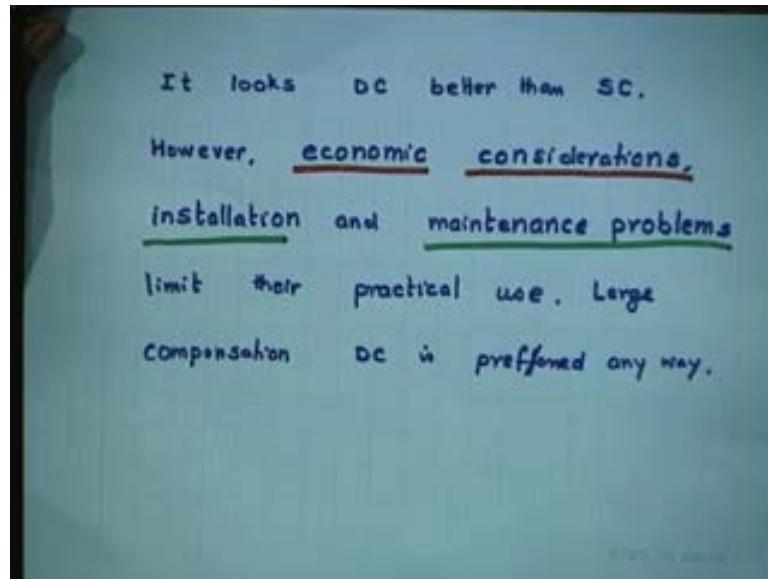 It looks DC better than SC.
However, economic considerations,
installation and maintenance problems
limit their practical use. Large
compensation DC is preffered any way.